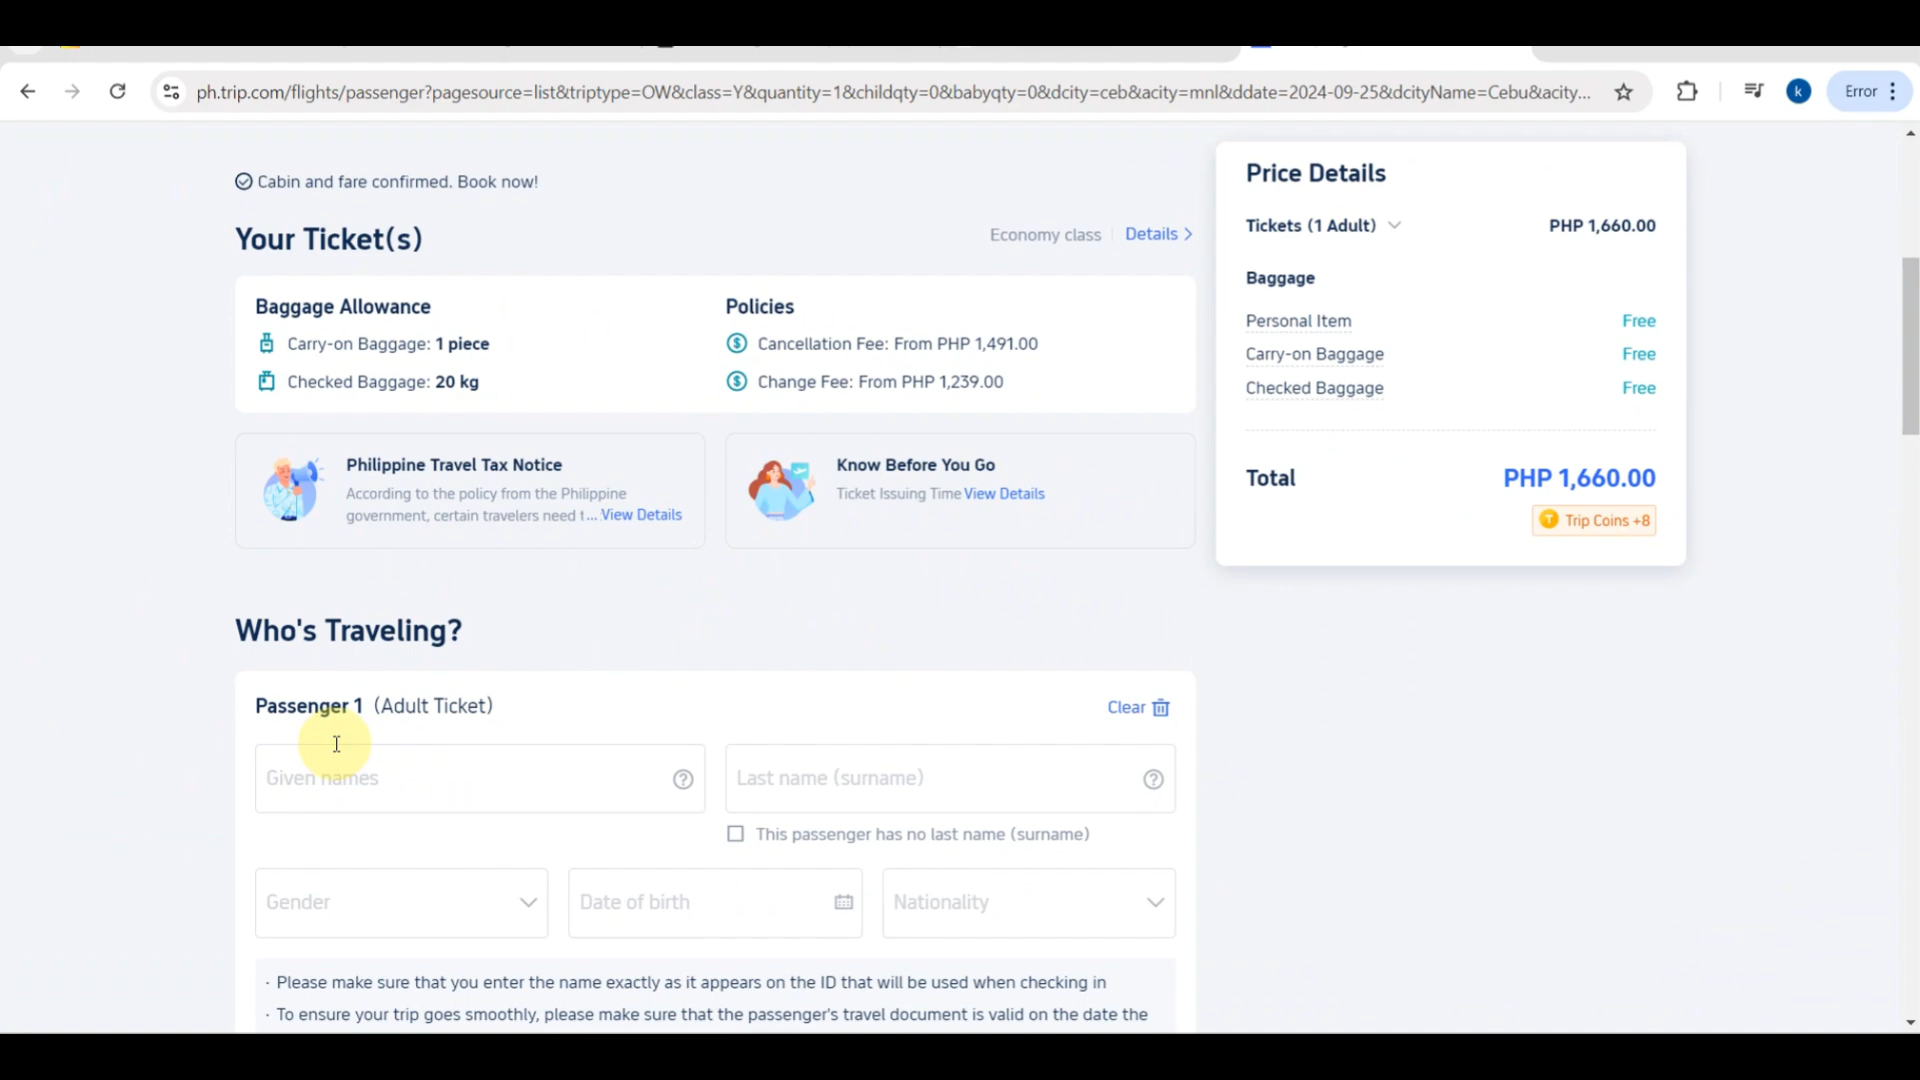 ph.trip.com/flights/passenger?pagesource=list&triptype=OW&class=Y&quantity=1&childqty=0&babyqty=0&dcity=ceb&acity=mnl&ddate=2024-09-25&dcityName=Cebu&acity...
k
Error
Cabin and fare confirmed. Book now!
Your Ticket(s)
Economy class
Details >
Baggage Allowance
Carry-on Baggage: 1 piece
Checked Baggage: 20 kg
Policies
Cancellation Fee: From PHP 1,491.00
Change Fee: From PHP 1,239.00
Philippine Travel Tax Notice
According to the policy from the Philippine
government, certain travelers need t... View Details
Know Before You Go
Ticket Issuing Time View Details
Price Details
Tickets (1 Adult) PHP 1,660.00
Baggage
Personal Item Free
Carry-on Baggage Free
Checked Baggage Free
Total PHP 1,660.00
T Trip Coins +8
Who's Traveling?
Passenger 1 (Adult Ticket)
Clear
Given names
Last name (surname)
This passenger has no last name (surname)
Gender
Date of birth
Nationality
· Please make sure that you enter the name exactly as it appears on the ID that will be used when checking in
· To ensure your trip goes smoothly, please make sure that the passenger's travel document is valid on the date the